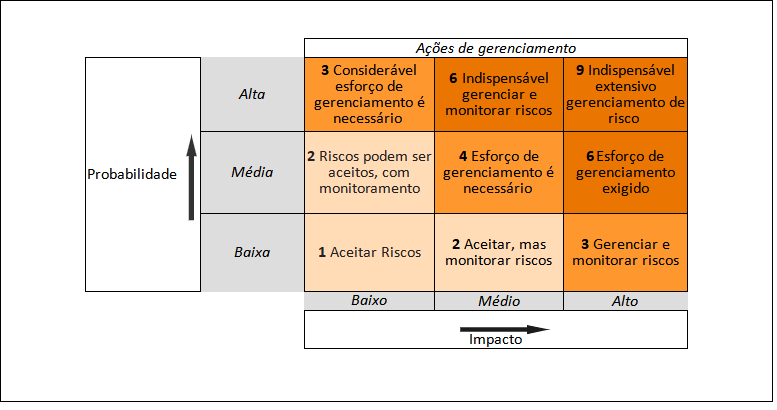 Ações de gerenciamento
Probabilidade
Alta
3 Considerável
esforço de
gerenciamento é
necessário
6 Indispensável
gerenciar e
monitorar riscos
9 Indispensável
extensivo
gerenciamento de
risco
Média
2 Riscos podem ser
aceitos, com
monitoramento
4 Esforço de
gerenciamento é
necessário
6 Esforço de
gerenciamento
exigido
Baixa
1 Aceitar Riscos
2 Aceitar, mas
monitorar riscos
3 Gerenciar e
monitorar riscos
Baixo
Médio
Alto
Impacto